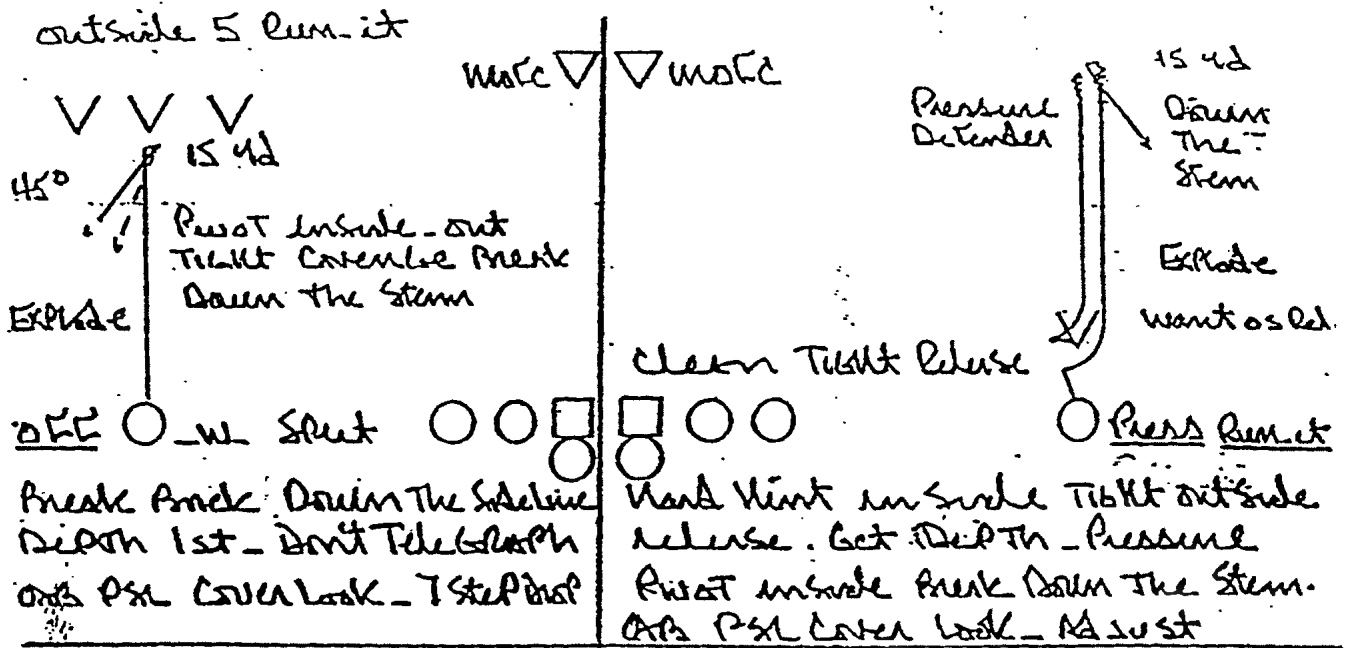 outside 5 Run-it
MOFC
MOFC
15 yd
45°
Pivot inside-out
Tight Coverage Break
Down The Stem
Explode
OFF
W Split
Break Back Down The Sideline
Depth 1st - Don't Telegraph
QB PSL Cover Look - 7 Step Drop
15 yd
Pressure
Defender
Down
The
Stem
Explode
Want OS Rel.
Clean Tight Release
Press Run-it
Hard Hint inside Tight outside
release. Get Depth - Pressure
Pivot inside Break Down The Stem.
QB PSL Cover Look - Adjust